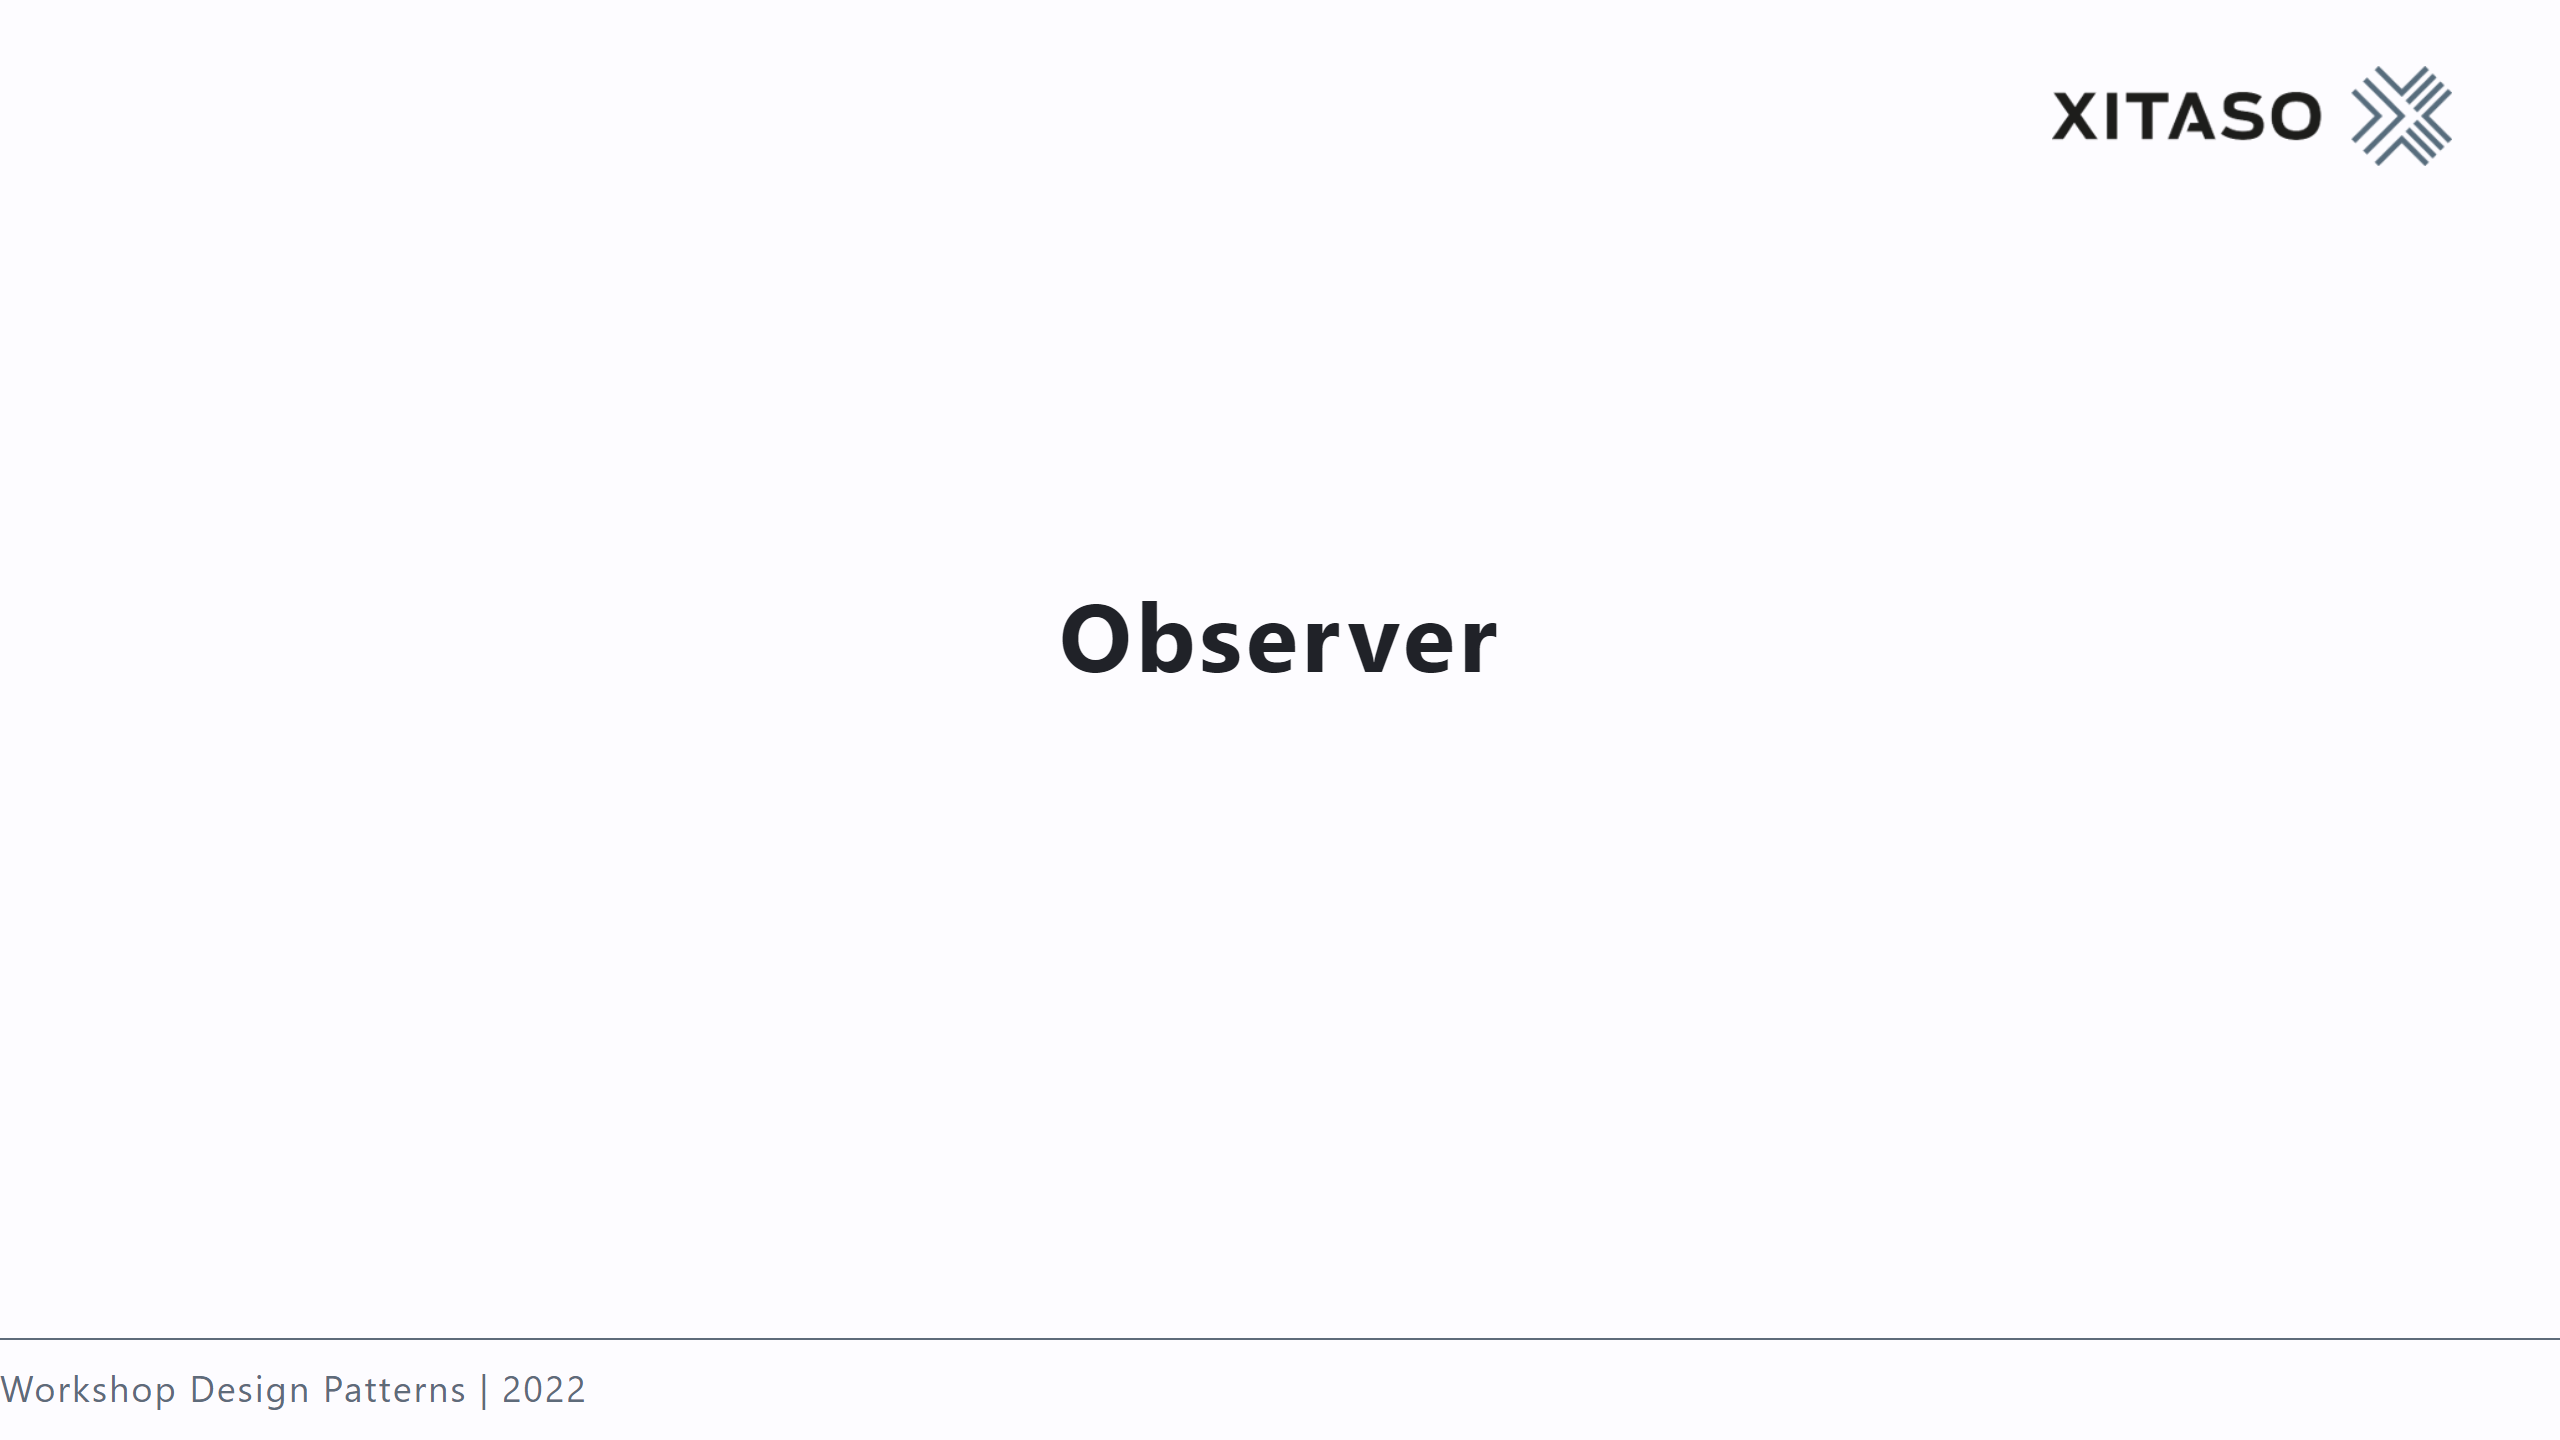 XITASO
Observer
Workshop Design Patterns | 2022